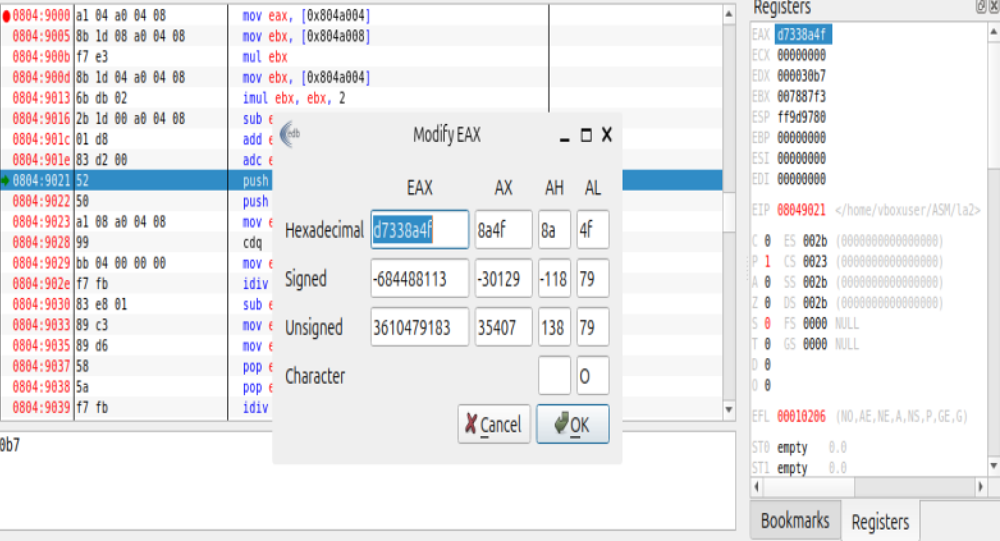 0804:9000 a1 04 a0 04 08 mov eax, [0x804a004]
0804:9005 8b 1d 08 a0 04 08 mov ebx, [0x804a008]
0804:900b f7 e3 mul ebx
0804:900d 8b 1d 04 a0 04 08 mov ebx, [0x804a004]
0804:9013 6b db 02 imul ebx, ebx, 2
0804:9016 2b 1d 00 a0 04 08 sub e
0804:901c 01 d8 add e
0804:901e 83 d2 00 adc e
0804:9021 52 push
0804:9022 50 push
0804:9023 a1 08 a0 04 08 mov e
0804:9028 99 cdq
0804:9029 bb 04 00 00 00 mov e
0804:902e f7 fb idiv
0804:9030 83 e8 01 sub e
0804:9033 89 c3 mov e
0804:9035 89 d6 mov e
0804:9037 58 pop e
0804:9038 5a pop e
0804:9039 f7 fb idiv
0b7
edb Modify EAX
EAX AX AH AL
Hexadecimal d7338a4f 8a4f 8a 4f
Signed -684488113 -30129 -118 79
Unsigned 3610479183 35407 138 79
Character O
Cancel OK
Registers
EAX d7338a4f
ECX 00000000
EDX 000030b7
EBX 007887f3
ESP ff9d9780
EBP 00000000
ESI 00000000
EDI 00000000
EIP 08049021 </home/vboxuser/ASM/la2>
C 0 ES 002b (0000000000000000)
P 1 CS 0023 (0000000000000000)
A 0 SS 002b (0000000000000000)
Z 0 DS 002b (0000000000000000)
S 0 FS 0000 NULL
T 0 GS 0000 NULL
D 0
O 0
EFL 00010206 (NO,AE,NE,A,NS,P,GE,G)
ST0 empty 0.0
ST1 empty 0.0
Bookmarks Registers